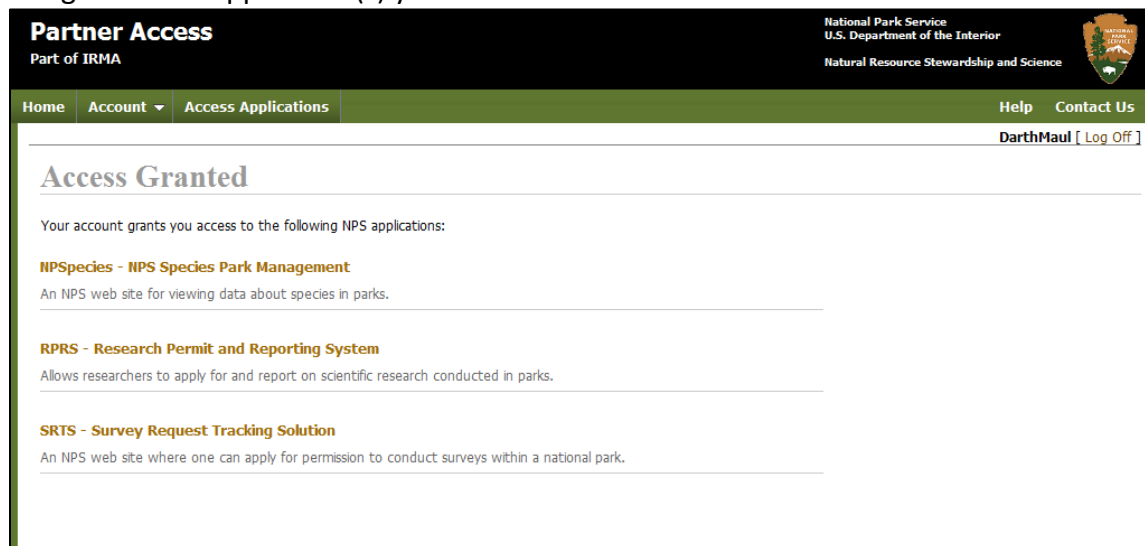 Partner Access
Part of IRMA
National Park Service
U.S. Department of the Interior
Natural Resource Stewardship and Science
NATIONAL
PARK
SERVICE
Home Account Access Applications Help Contact Us
DarthMaul [ Log Off ]
Access Granted
Your account grants you access to the following NPS applications:
NPSpecies - NPS Species Park Management
An NPS web site for viewing data about species in parks.
RPRS - Research Permit and Reporting System
Allows researchers to apply for and report on scientific research conducted in parks.
SRTS - Survey Request Tracking Solution
An NPS web site where one can apply for permission to conduct surveys within a national park.